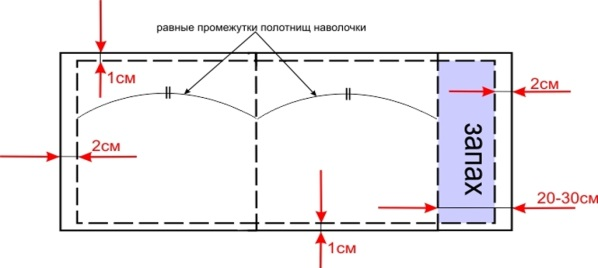 равные промежутки полотнищ наволочки
1см
2см
2см
запах
20-30см
1см